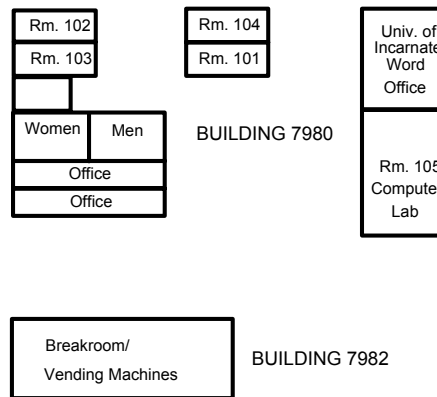 Rm. 102
Rm. 103
Women
Men
Office
Office
Rm. 104
Rm. 101
BUILDING 7980
Univ. of
Incarnate
Word
Office
Rm. 105
Compute
Lab
Breakroom/
Vending Machines
BUILDING 7982